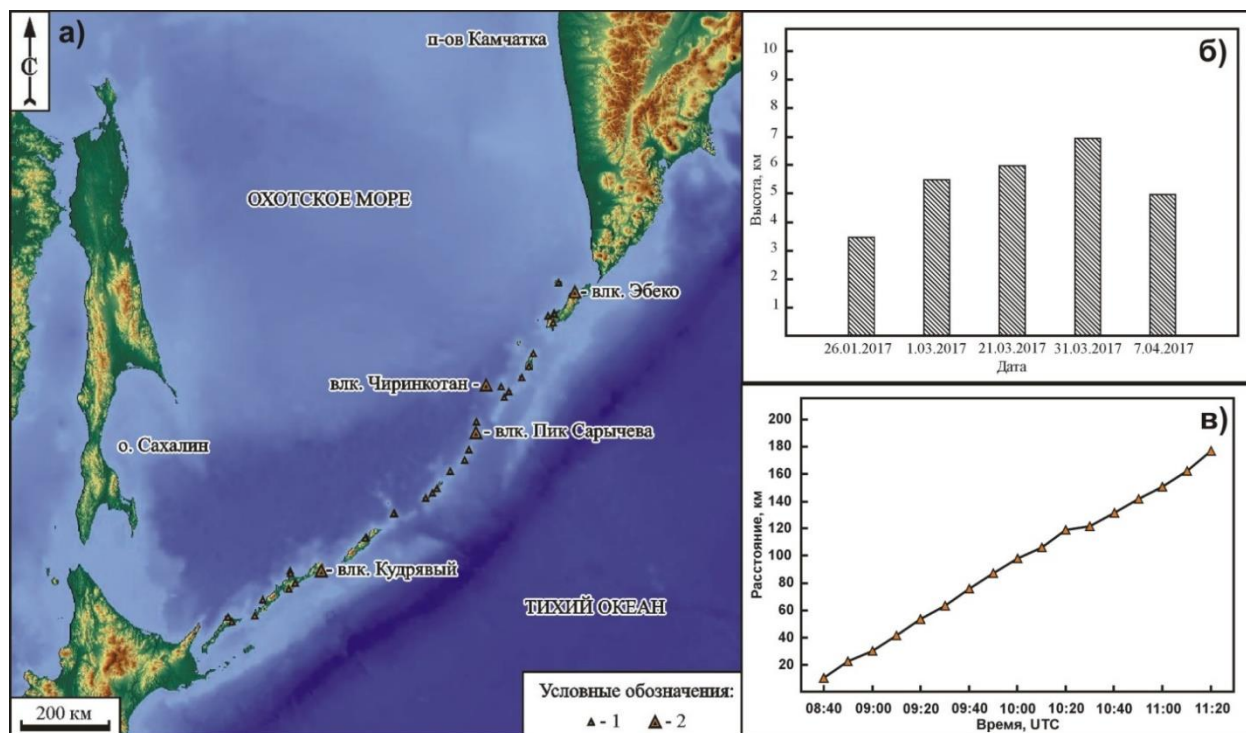 а)
С
п-ов Камчатка
ОХОТСКОЕ МОРЕ
- влк. Эбеко
влк. Чиринкотан -
- влк. Пик Сарычева
о. Сахалин
- влк. Кудрявый
ТИХИЙ ОКЕАН
200 км
Условные обозначения:
- 1
- 2
б)
Высота, км
10
9
8
7
6
5
4
3
2
1
26.01.2017 1.03.2017 21.03.2017 31.03.2017 7.04.2017
Дата
в)
Расстояние, км
200
180
160
140
120
100
80
60
40
20
08:40 09:00 09:20 09:40 10:00 10:20 10:40 11:00 11:20
Время, UTC